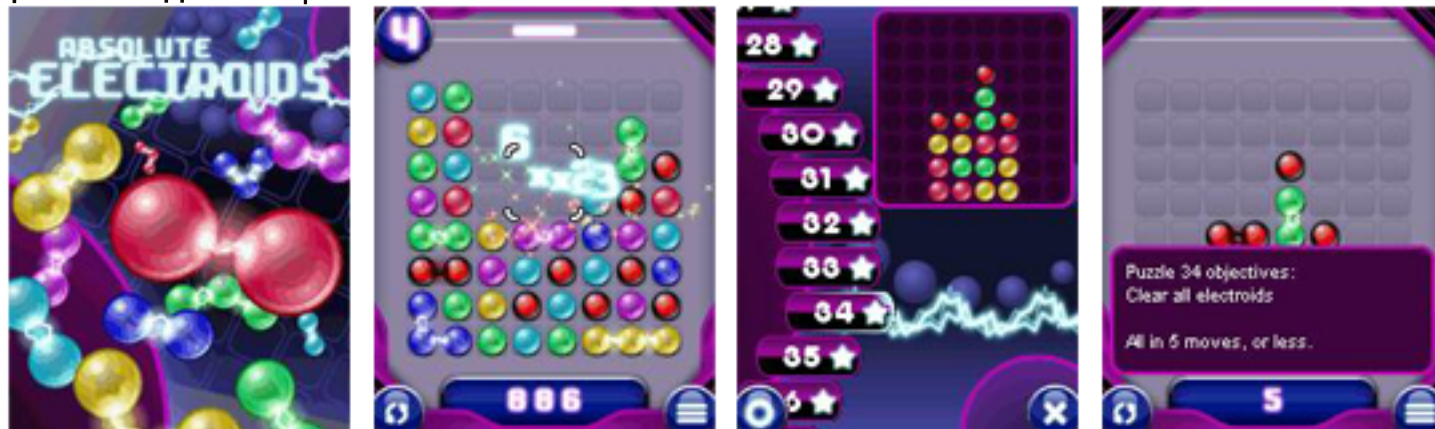 ABSOLUTE
ELECTROIDS
4
6
x3
886
28
29
30
31
32
33
34
35
6
Puzzle 34 objectives:
Clear all electroids
All in 5 moves, or less.
5